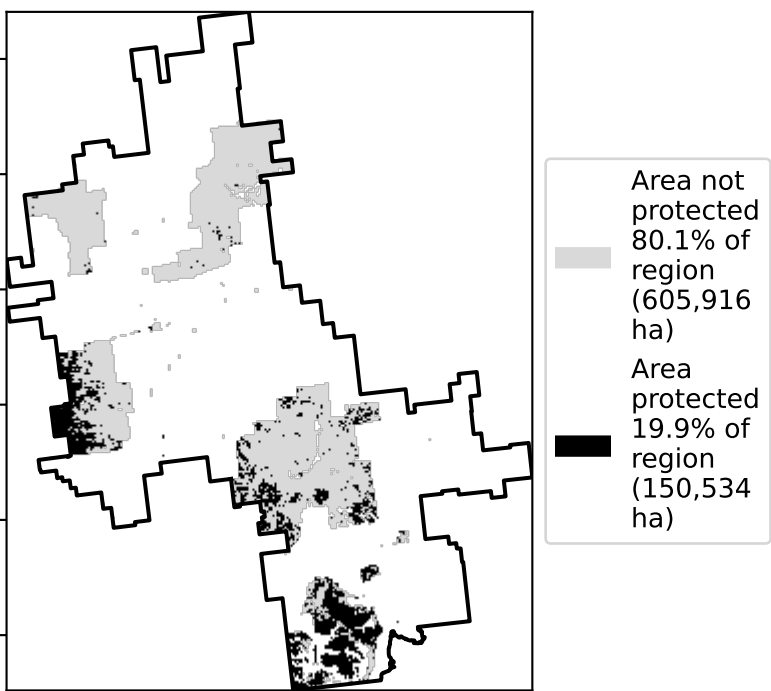 Area not
protected
80.1% of
region
(605,916
ha)
Area
protected
19.9% of
region
(150,534
ha)